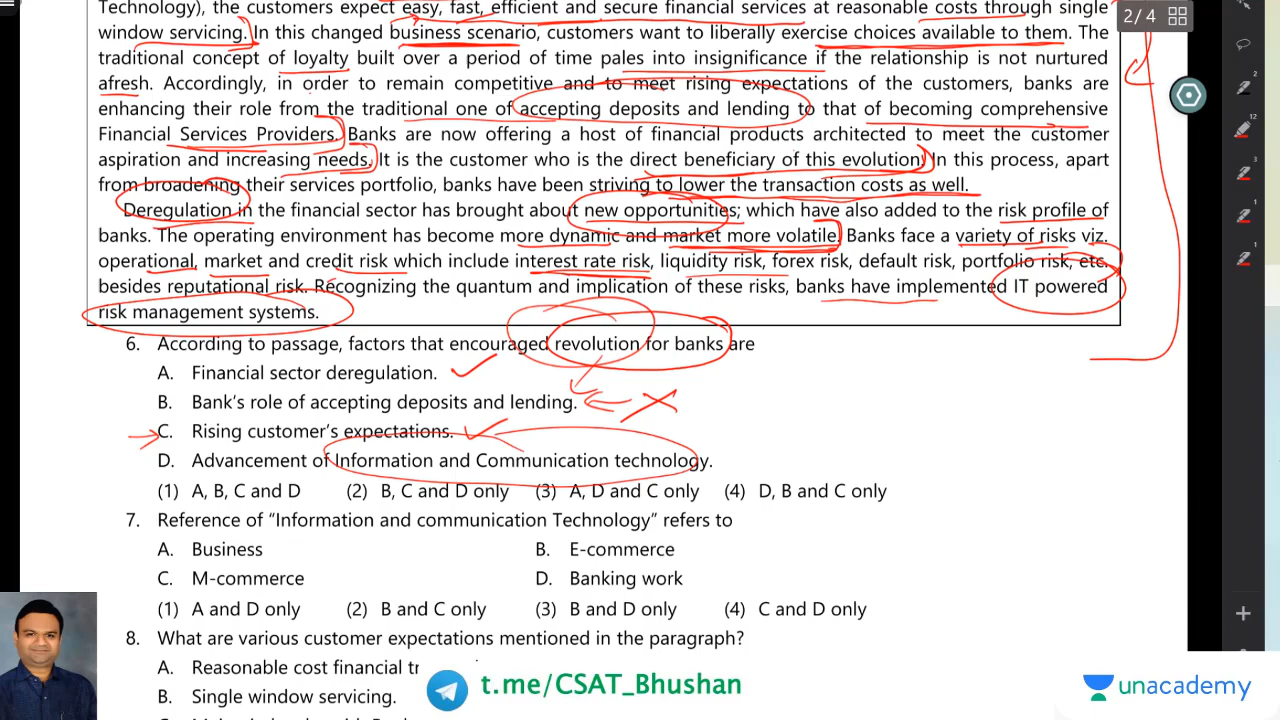 Technology), the customers expect easy, fast, efficient and secure financial services at reasonable costs through single
2/4
window servicing. In this changed business scenario, customers want to liberally exercise choices available to them. The
traditional concept of loyalty built over a period of time pales into insignificance if the relationship is not nurtured
afresh. Accordingly, in order to remain competitive and to meet rising expectations of the customers, banks are
enhancing their role from the traditional one of accepting deposits and lending to that of becoming comprehensive
Financial Services Providers. Banks are now offering a host of financial products architected to meet the customer
aspiration and increasing needs. It is the customer who is the direct beneficiary of this evolution. In this process, apart
from broadening their services portfolio, banks have been striving to lower the transaction costs as well.
Deregulation in the financial sector has brought about new opportunities; which have also added to the risk profile of
banks. The operating environment has become more dynamic and market more volatile. Banks face a variety of risks viz.
operational, market and credit risk which include interest rate risk, liquidity risk, forex risk, default risk, portfolio risk, etc.
besides reputational risk. Recognizing the quantum and implication of these risks, banks have implemented IT powered
risk management systems.
6. According to passage, factors that encouraged revolution for banks are
A. Financial sector deregulation.
B. Bank's role of accepting deposits and lending.
C. Rising customer's expectations.
D. Advancement of Information and Communication technology.
(1) A, B, C and D (2) B, C and D only (3) A, D and C only (4) D, B and C only
7. Reference of "Information and communication Technology" refers to
A. Business B. E-commerce
C. M-commerce D. Banking work
(1) A and D only (2) B and C only (3) B and D only (4) C and D only
8. What are various customer expectations mentioned in the paragraph?
A. Reasonable cost financial
B. Single window servicing.
t.me/CSAT_Bhushan
unacademy